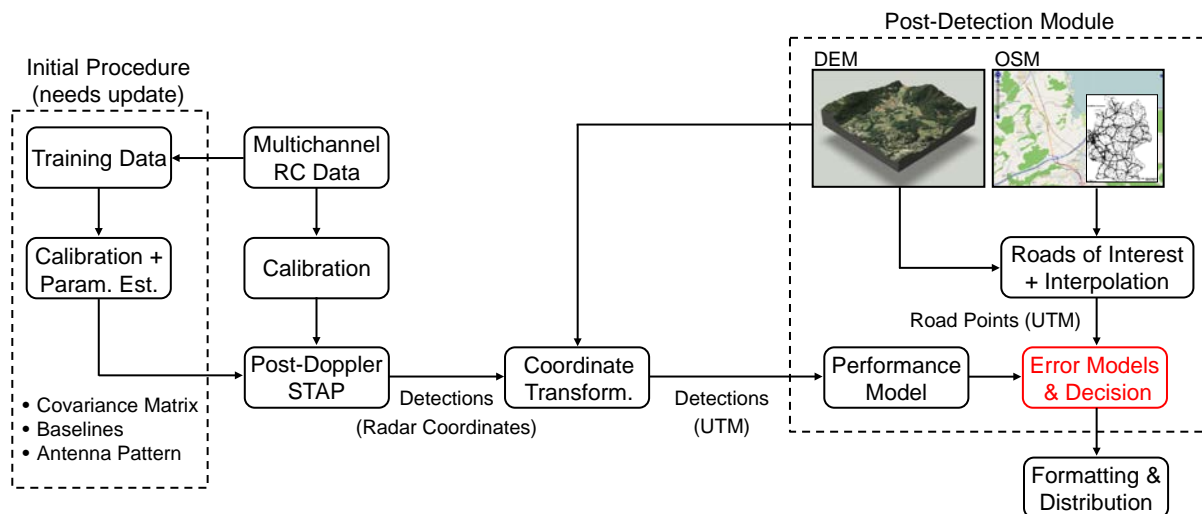 Post-Detection Module
Initial Procedure
(needs update)
DEM
OSM
Training Data
Multichannel
RC Data
Calibration +
Param. Est.
Calibration
Roads of Interest
+ Interpolation
Road Points (UTM)
Post-Doppler
STAP
Detections
(Radar Coordinates)
Coordinate
Transform.
Detections
(UTM)
Performance
Model
Error Models
& Decision
• Covariance Matrix
• Baselines
• Antenna Pattern
Formatting &
Distribution